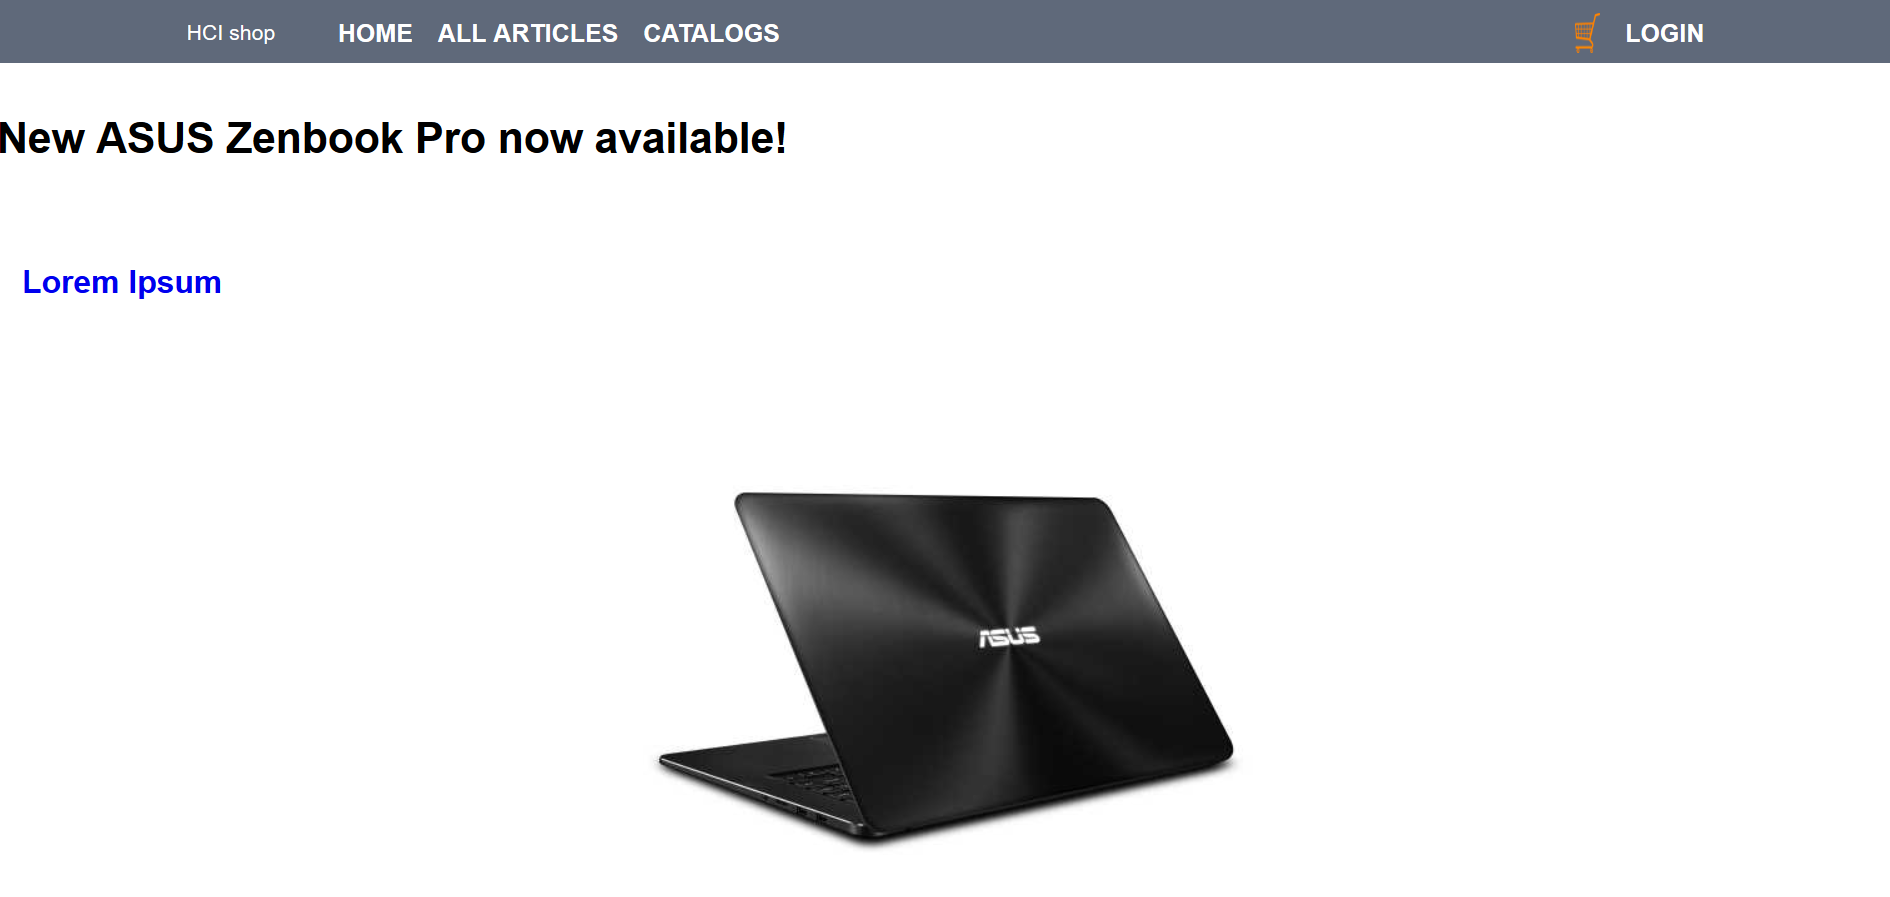 HCI shop HOME ALL ARTICLES CATALOGS LOGIN
New ASUS Zenbook Pro now available!
Lorem Ipsum
ASUS